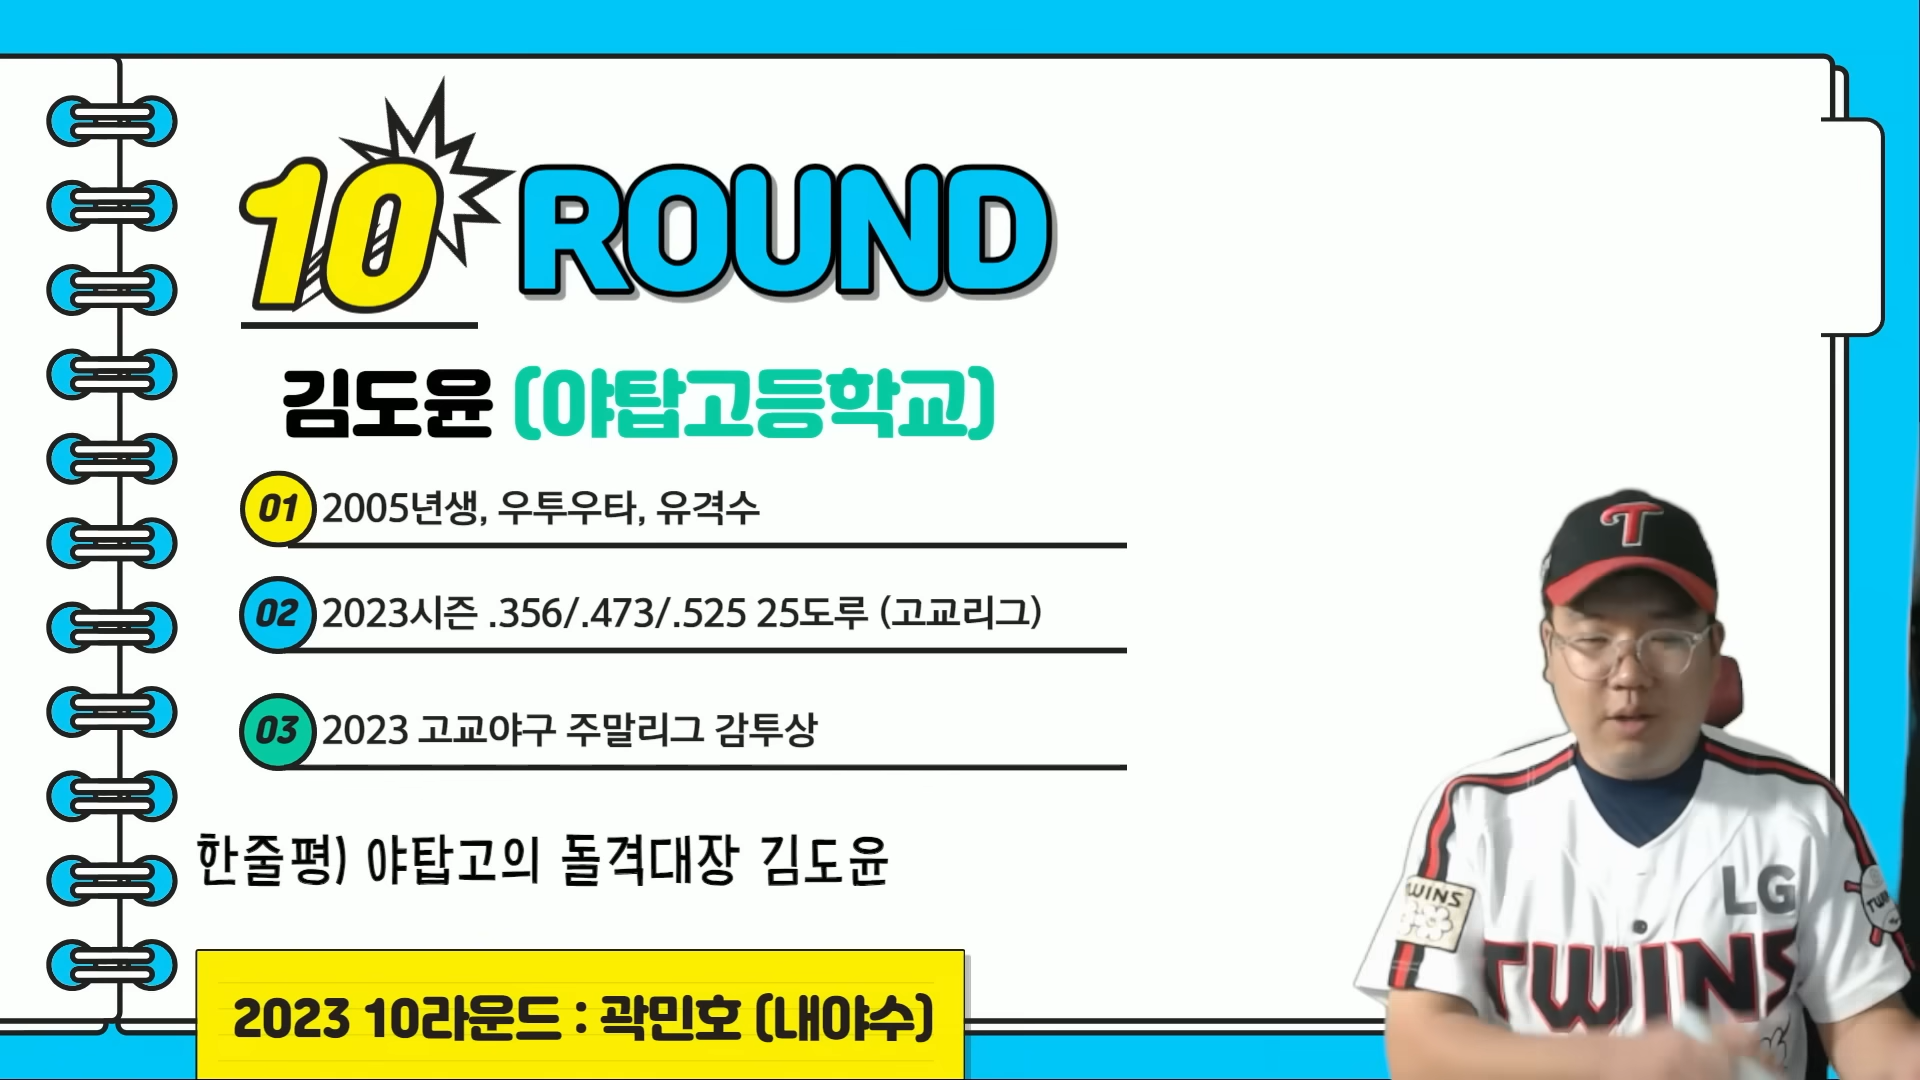 10 ROUND
김도윤 (야탑고등학교)
01 2005년생, 우투우타, 유격수
02 2023시즌 .356/.473/.525 25도루 (고교리그)
03 2023 고교야구 주말리그 감투상
한줄평) 야탑고의 돌격대장 김도윤
2023 10라운드 : 곽민호 (내야수)
T
TWINS
LG
TWINS